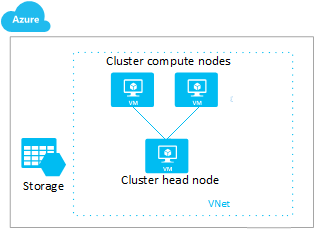 Azure
Cluster compute nodes
VM
VM
VM
Storage
Cluster head node
VNet